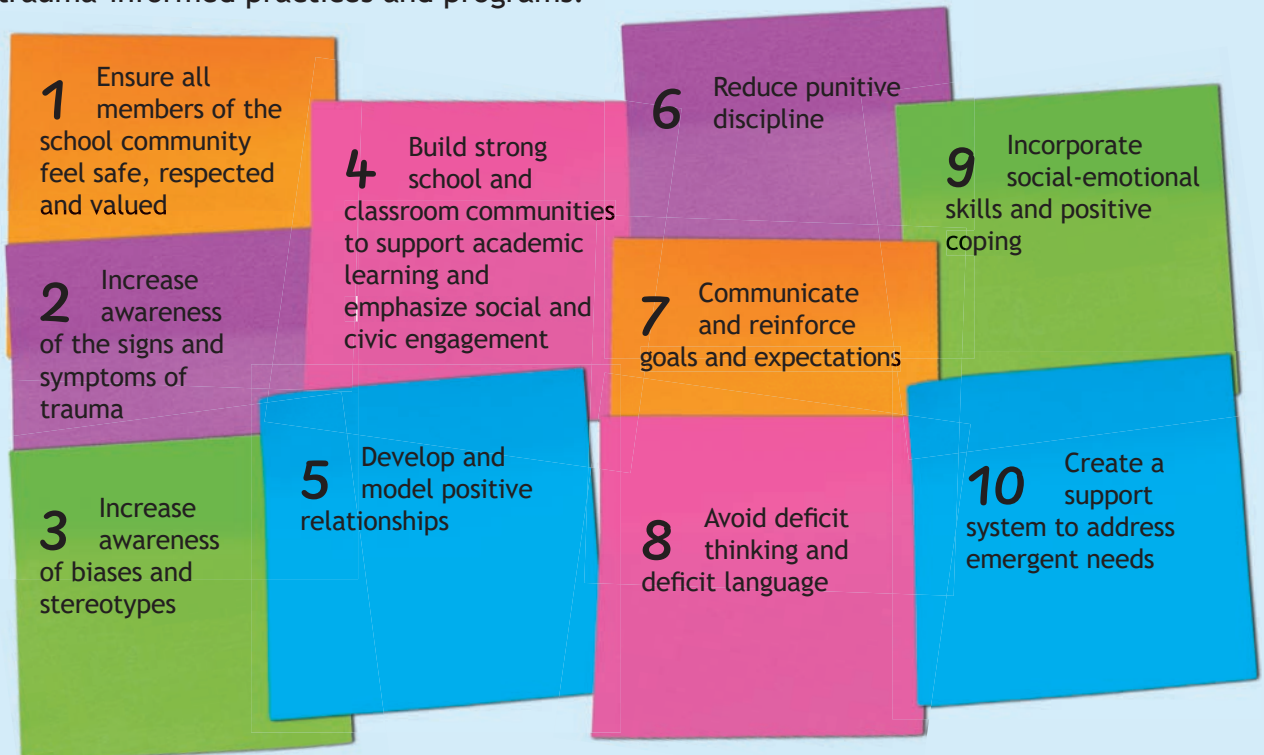 trauma-informed practices and programs.
1 Ensure all
members of the
school community
feel safe, respected
and valued
2 Increase
awareness
of the signs and
symptoms of
trauma
3 Increase
awareness
of biases and
stereotypes
4 Build strong
school and
classroom communities
to support academic
learning and
emphasize social and
civic engagement
5 Develop and
model positive
relationships
6 Reduce punitive
discipline
7 Communicate
and reinforce
goals and expectations
8 Avoid deficit
thinking and
deficit language
9 Incorporate
social-emotional
skills and positive
coping
10 Create a
support
system to address
emergent needs